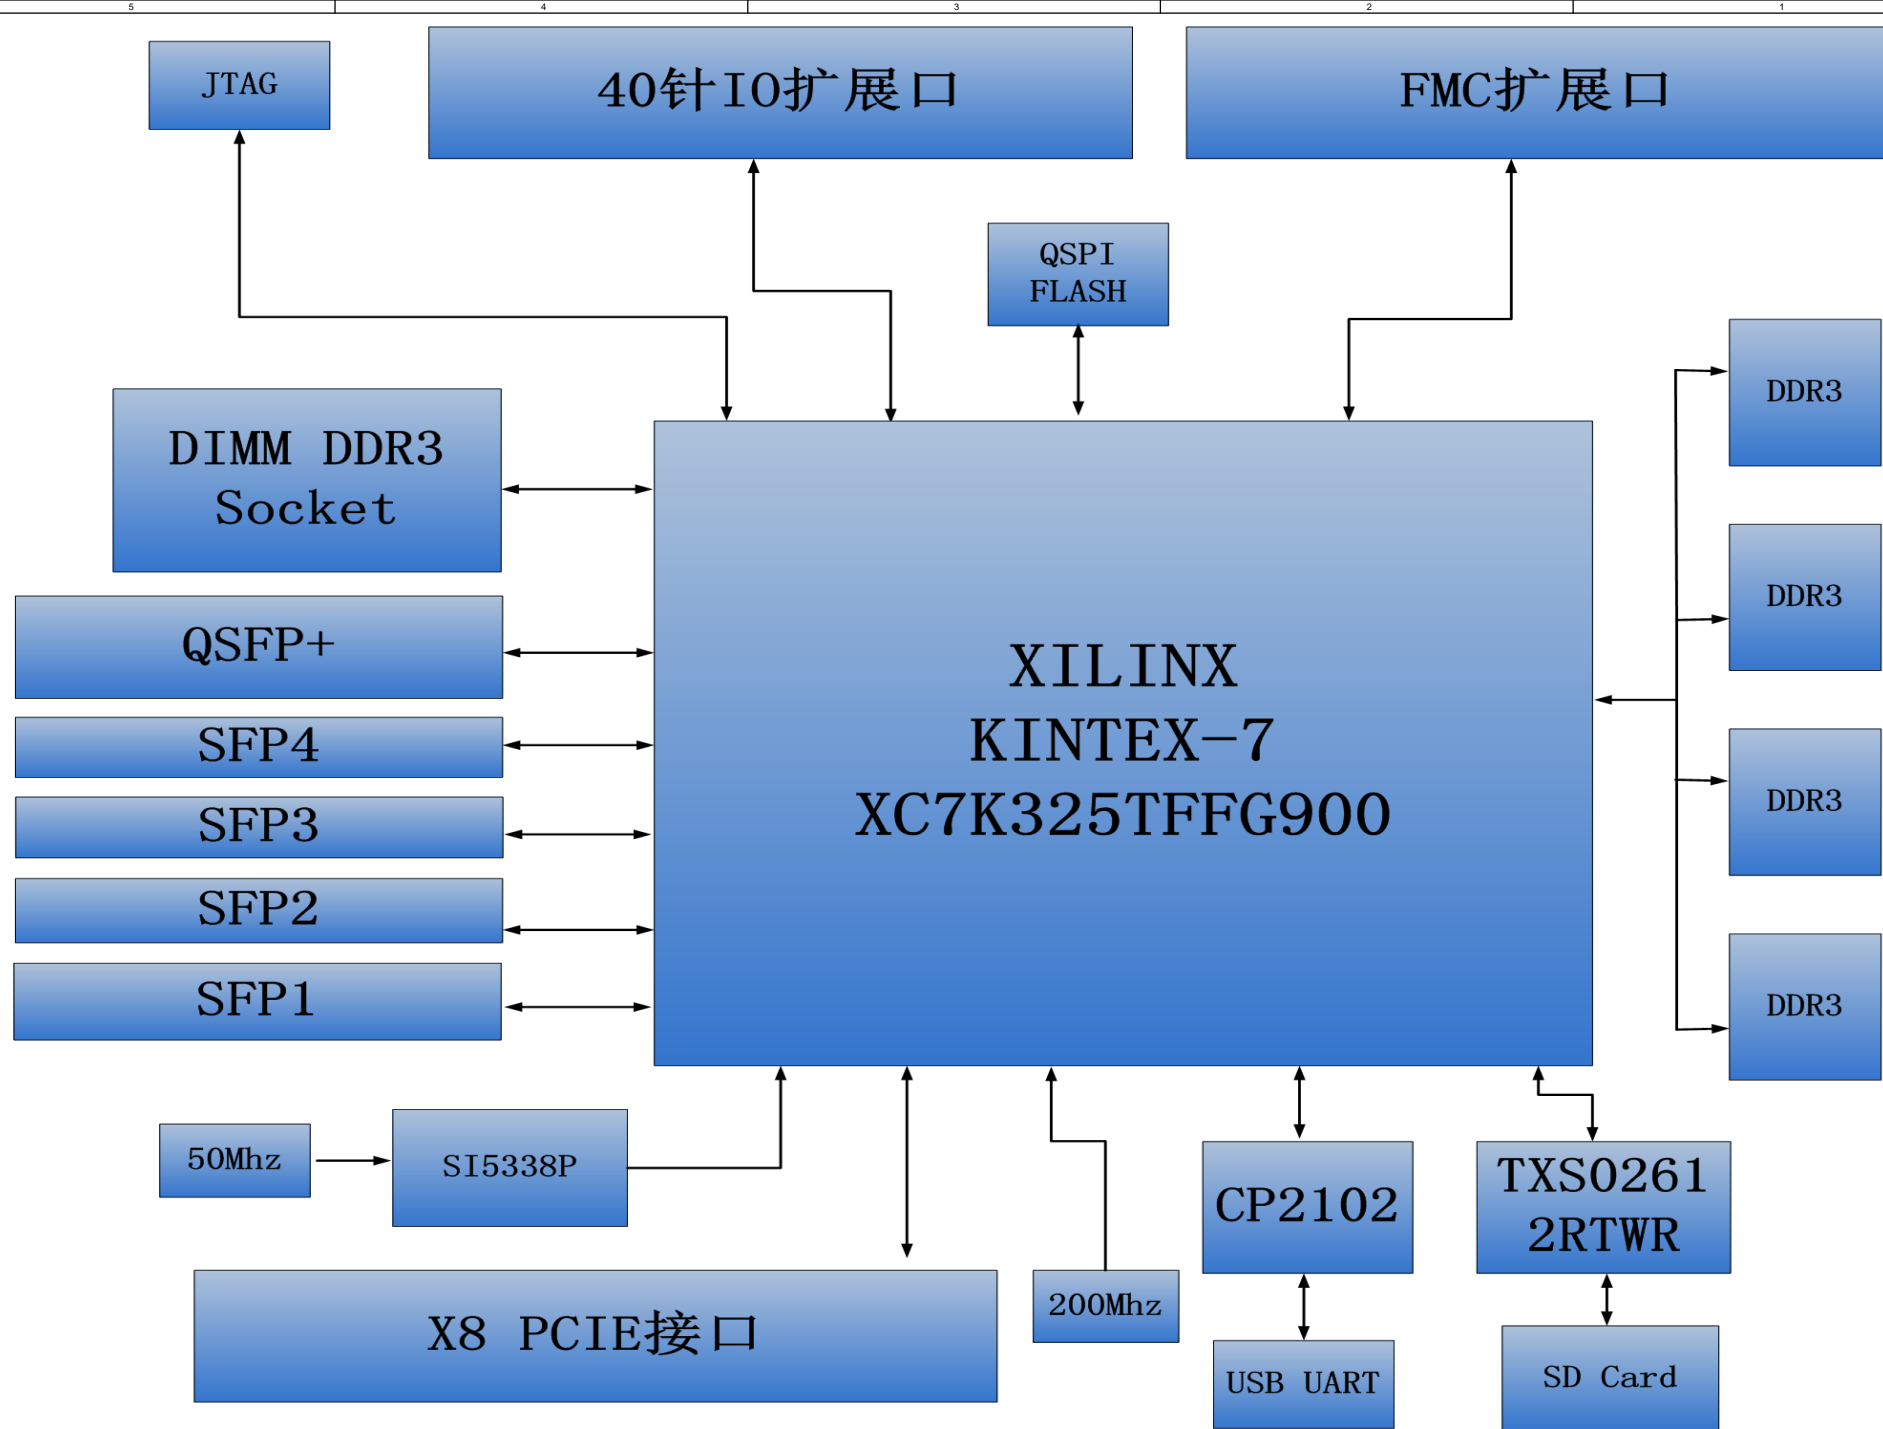 5 4 3 2 1
JTAG
40针IO扩展口
FMC扩展口
QSPI
FLASH
DDR3
DIMM DDR3
Socket
DDR3
QSFP+
XILINX
KINTEX-7
XC7K325TFFG900
SFP4
SFP3
DDR3
SFP2
SFP1
DDR3
50Mhz
SI5338P
CP2102
TXS0261
2RTWR
X8 PCIE接口
200Mhz
USB UART
SD Card